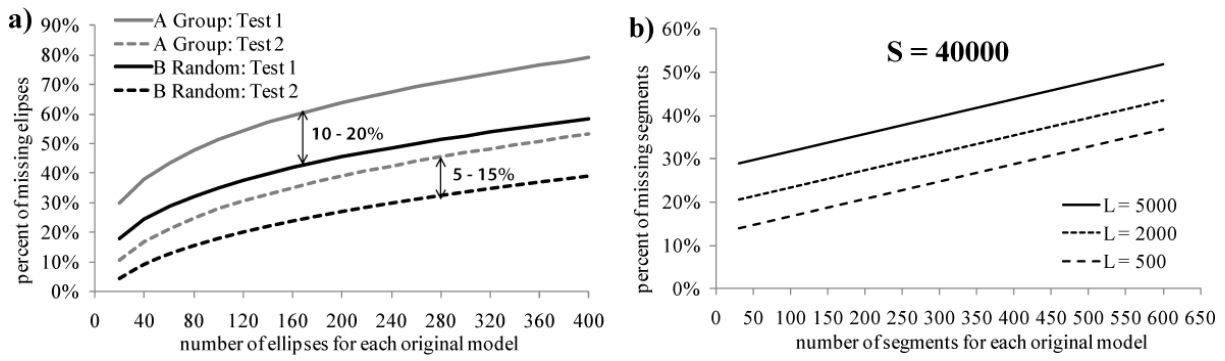 a)
A Group: Test 1
A Group: Test 2
B Random: Test 1
B Random: Test 2
percent of missing elipses
90%
80%
70%
60%
50%
40%
30%
20%
10%
0%
10 - 20%
5 - 15%
0 40 80 120 160 200 240 280 320 360 400
number of ellipses for each original model
b)
S = 40000
percent of missing segments
60%
50%
40%
30%
20%
10%
0%
L = 5000
L = 2000
L = 500
0 50 100 150 200 250 300 350 400 450 500 550 600 650
number of segments for each original model